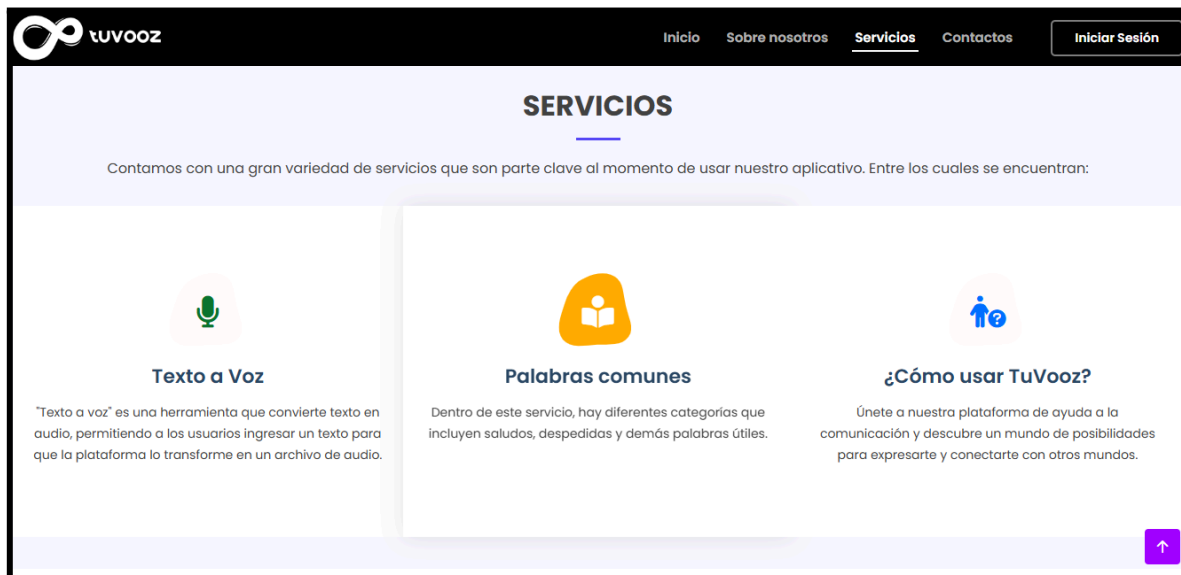 tuvooz
Inicio Sobre nosotros Servicios Contactos Iniciar Sesión
SERVICIOS
Contamos con una gran variedad de servicios que son parte clave al momento de usar nuestro aplicativo. Entre los cuales se encuentran:
Texto a Voz
"Texto a voz" es una herramienta que convierte texto en
audio, permitiendo a los usuarios ingresar un texto para
que la plataforma lo transforme en un archivo de audio.
Palabras comunes
Dentro de este servicio, hay diferentes categorías que
incluyen saludos, despedidas y demás palabras útiles.
¿Cómo usar TuVooz?
Únete a nuestra plataforma de ayuda a la
comunicación y descubre un mundo de posibilidades
para expresarte y conectarte con otros mundos.